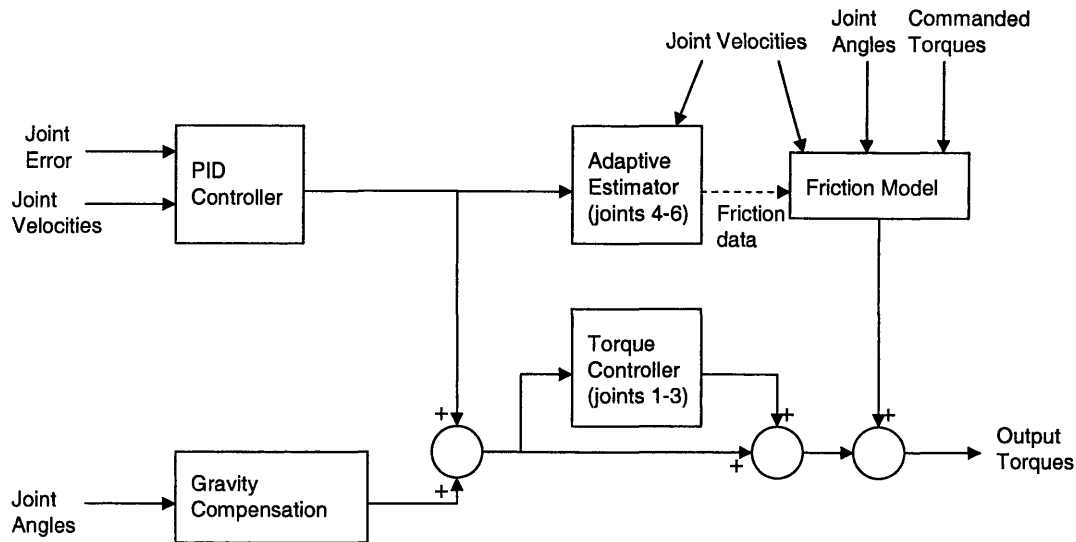 Joint Velocities
Joint
Angles
Commanded
Torques
Joint
Error
Joint
Velocities
PID
Controller
Adaptive
Estimator
(joints 4-6)
Friction
data
Friction Model
Torque
Controller
(joints 1-3)
+
+
+
+
+
Output
Torques
Joint
Angles
Gravity
Compensation